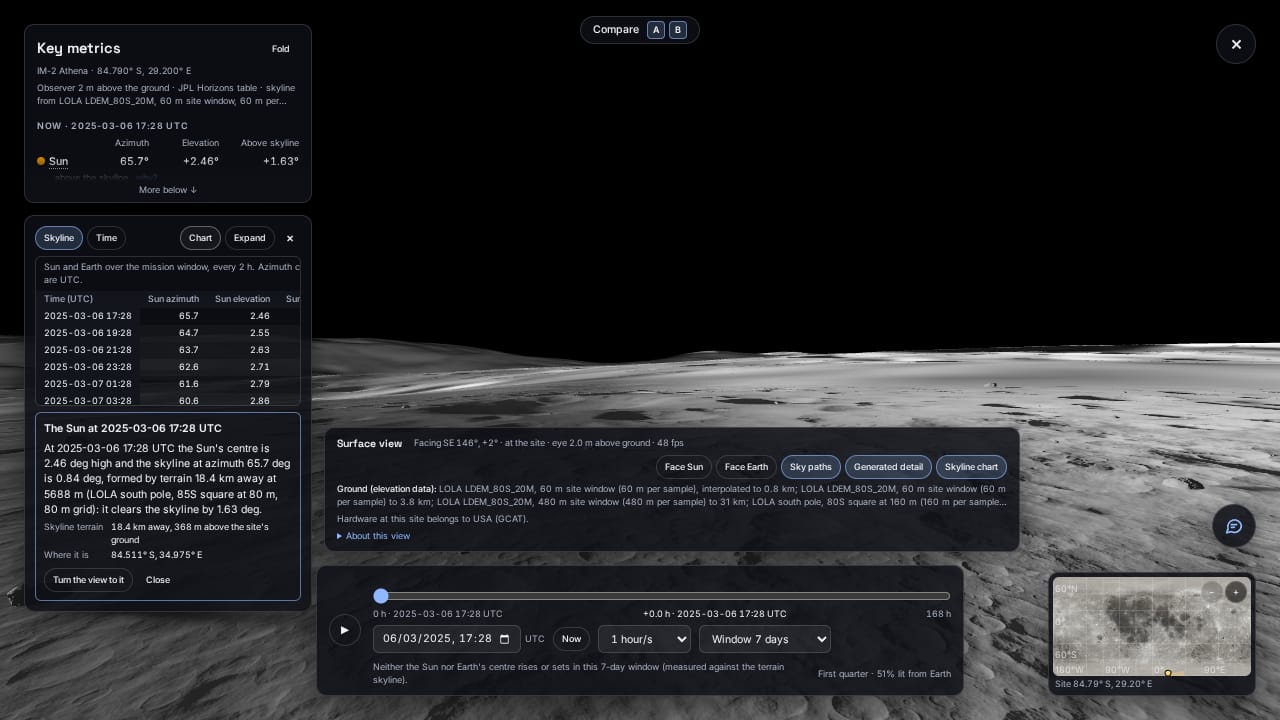 Compare A B
Key metrics
Fold
IM-2 Athena · 84.790° S, 29.200° E
Observer 2 m above the ground · JPL Horizons table · skyline
from LOLA LDEM_80S_20M, 60 m site window, 60 m per...
NOW · 2025-03-06 17:28 UTC
Azimuth Elevation Above skyline
Sun 65.7° +2.46° +1.63°
above the skyline why?
More below ↓
Skyline Time Chart Expand ×
Sun and Earth over the mission window, every 2 h. Azimuth c
are UTC.
Time (UTC) Sun azimuth Sun elevation Sur
2025-03-06 17:28 65.7 2.46
2025-03-06 19:28 64.7 2.55
2025-03-06 21:28 63.7 2.63
2025-03-06 23:28 62.6 2.71
2025-03-07 01:28 61.6 2.79
2025-03-07 03:28 60.6 2.86
The Sun at 2025-03-06 17:28 UTC
At 2025-03-06 17:28 UTC the Sun's centre is
2.46 deg high and the skyline at azimuth 65.7 deg
is 0.84 deg, formed by terrain 18.4 km away at
5688 m (LOLA south pole, 85S square at 80 m,
80 m grid): it clears the skyline by 1.63 deg.
Skyline terrain 18.4 km away, 368 m above the site's
ground
Where it is 84.511° S, 34.975° E
Turn the view to it Close
Surface view Facing SE 146°, +2° · at the site · eye 2.0 m above ground · 48 fps
Face Sun Face Earth Sky paths Generated detail Skyline chart
Ground (elevation data): LOLA LDEM_80S_20M, 60 m site window (60 m per sample), interpolated to 0.8 km; LOLA LDEM_80S_20M, 60 m site window (60 m
per sample) to 3.8 km; LOLA LDEM_80S_20M, 480 m site window (480 m per sample) to 31 km; LOLA south pole, 80S square at 160 m (160 m per sample...
Hardware at this site belongs to USA (GCAT).
▶ About this view
0 h · 2025-03-06 17:28 UTC +0.0 h · 2025-03-06 17:28 UTC 168 h
06/03/2025, 17:28 UTC Now 1 hour/s Window 7 days
Neither the Sun nor Earth's centre rises or sets in this 7-day window (measured against the terrain
skyline).
First quarter · 51% lit from Earth
60°N
0°
60°S
180°W 90°W 0° 90°E
− +
Site 84.79° S, 29.20° E